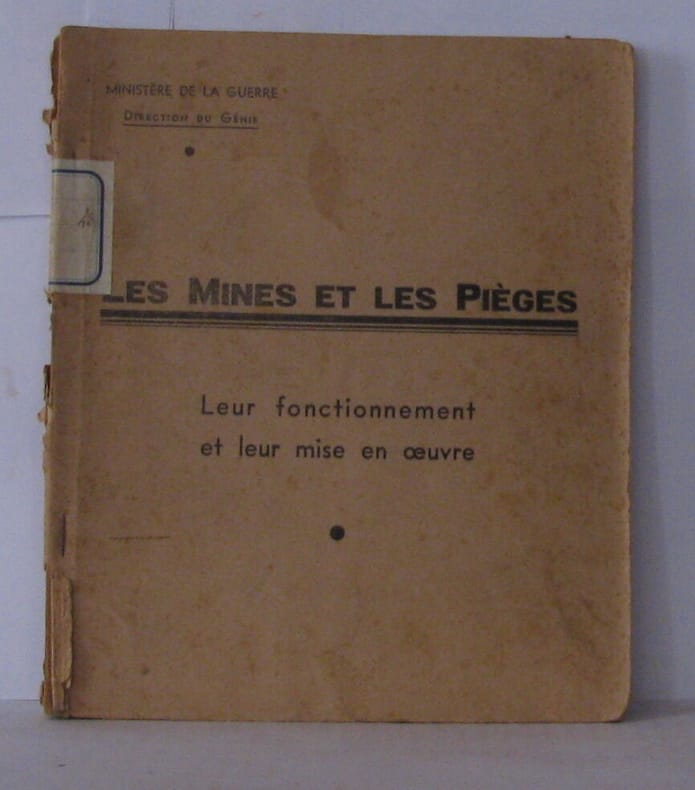 MINISTÈRE DE LA GUERRE
DIRECTION DU GÉNIE
LES MINES ET LES PIÈGES
Leur fonctionnement
et leur mise en œuvre